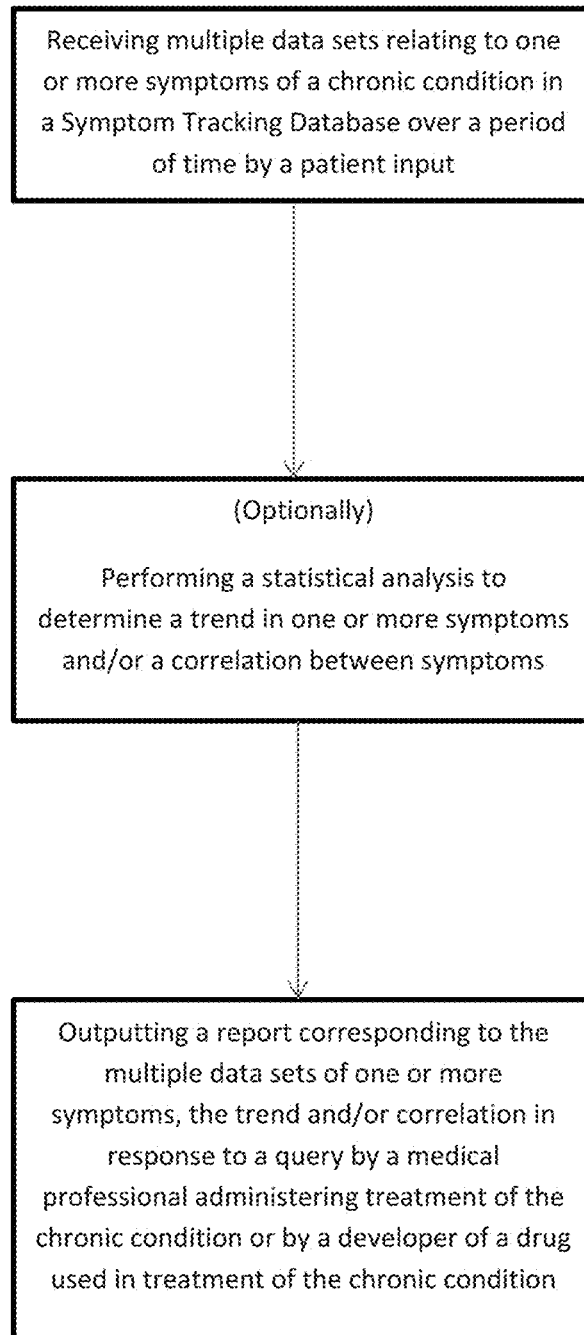 Receiving multiple data sets relating to one
or more symptoms of a chronic condition in
a Symptom Tracking Database over a period
of time by a patient input
(Optionally)
Performing a statistical analysis to
determine a trend in one or more symptoms
and/or a correlation between symptoms
Outputting a report corresponding to the
multiple data sets of one or more
symptoms, the trend and/or correlation in
response to a query by a medical
professional administering treatment of the
chronic condition or by a developer of a drug
used in treatment of the chronic condition